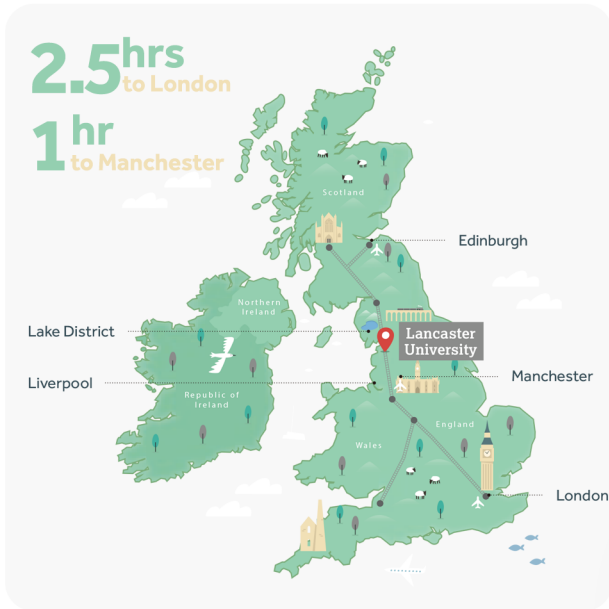 2.5hrs
to London
1hr
to Manchester
Scotland
Edinburgh
Northern
Ireland
Lake District
Lancaster
University
Liverpool
Manchester
Republic of
Ireland
England
Wales
London